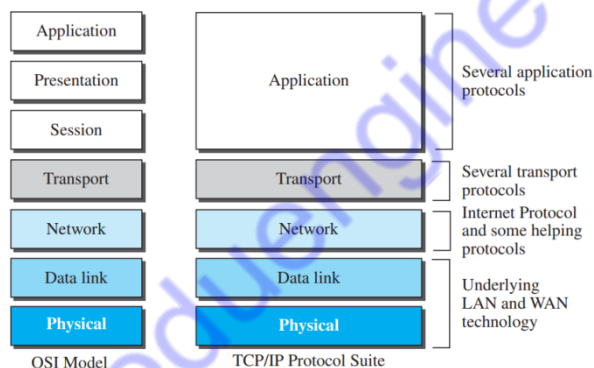 Application
Presentation
Session
Transport
Network
Data link
Physical
OSI Model
Application
Transport
Network
Data link
Physical
TCP/IP Protocol Suite
Several application
protocols
Several transport
protocols
Internet Protocol
and some helping
protocols
Underlying
LAN and WAN
technology
eduengine